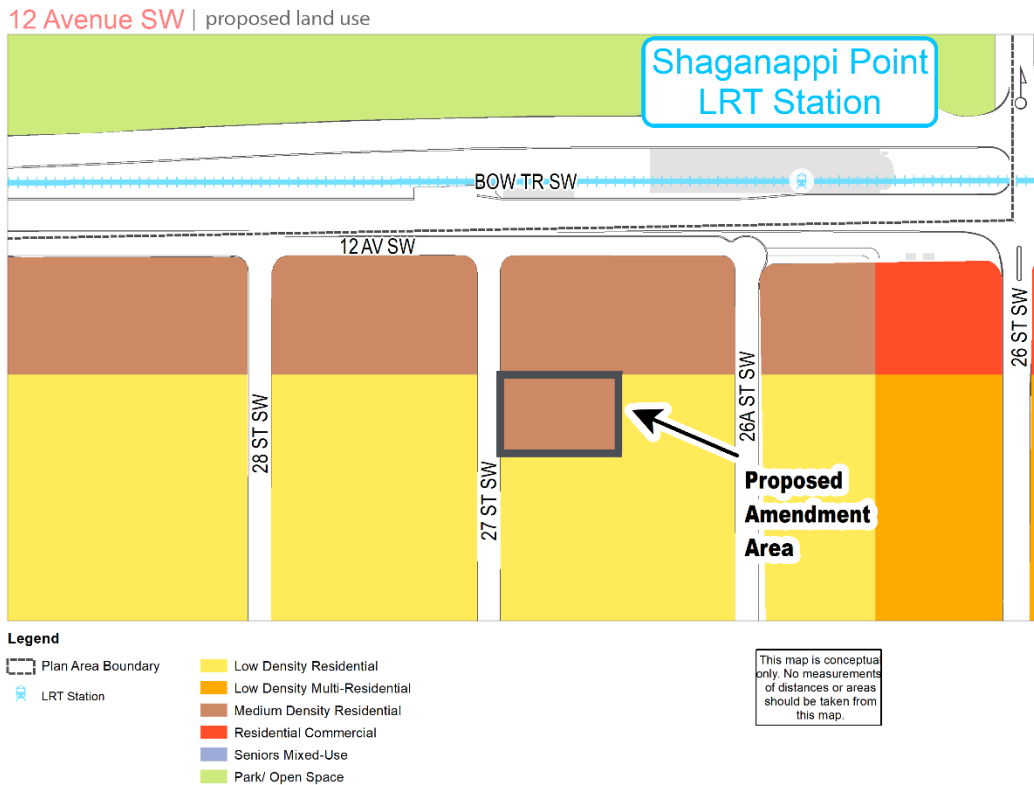 12 Avenue SW | proposed land use
Shaganappi Point
LRT Station
BOW TR SW
12 AV SW
28 ST SW
27 ST SW
26A ST SW
26 ST SW
Proposed
Amendment
Area
Legend
Plan Area Boundary
LRT Station
Low Density Residential
Low Density Multi-Residential
Medium Density Residential
Residential Commercial
Seniors Mixed-Use
Park/ Open Space
This map is conceptual
only. No measurements
of distances or areas
should be taken from
this map.